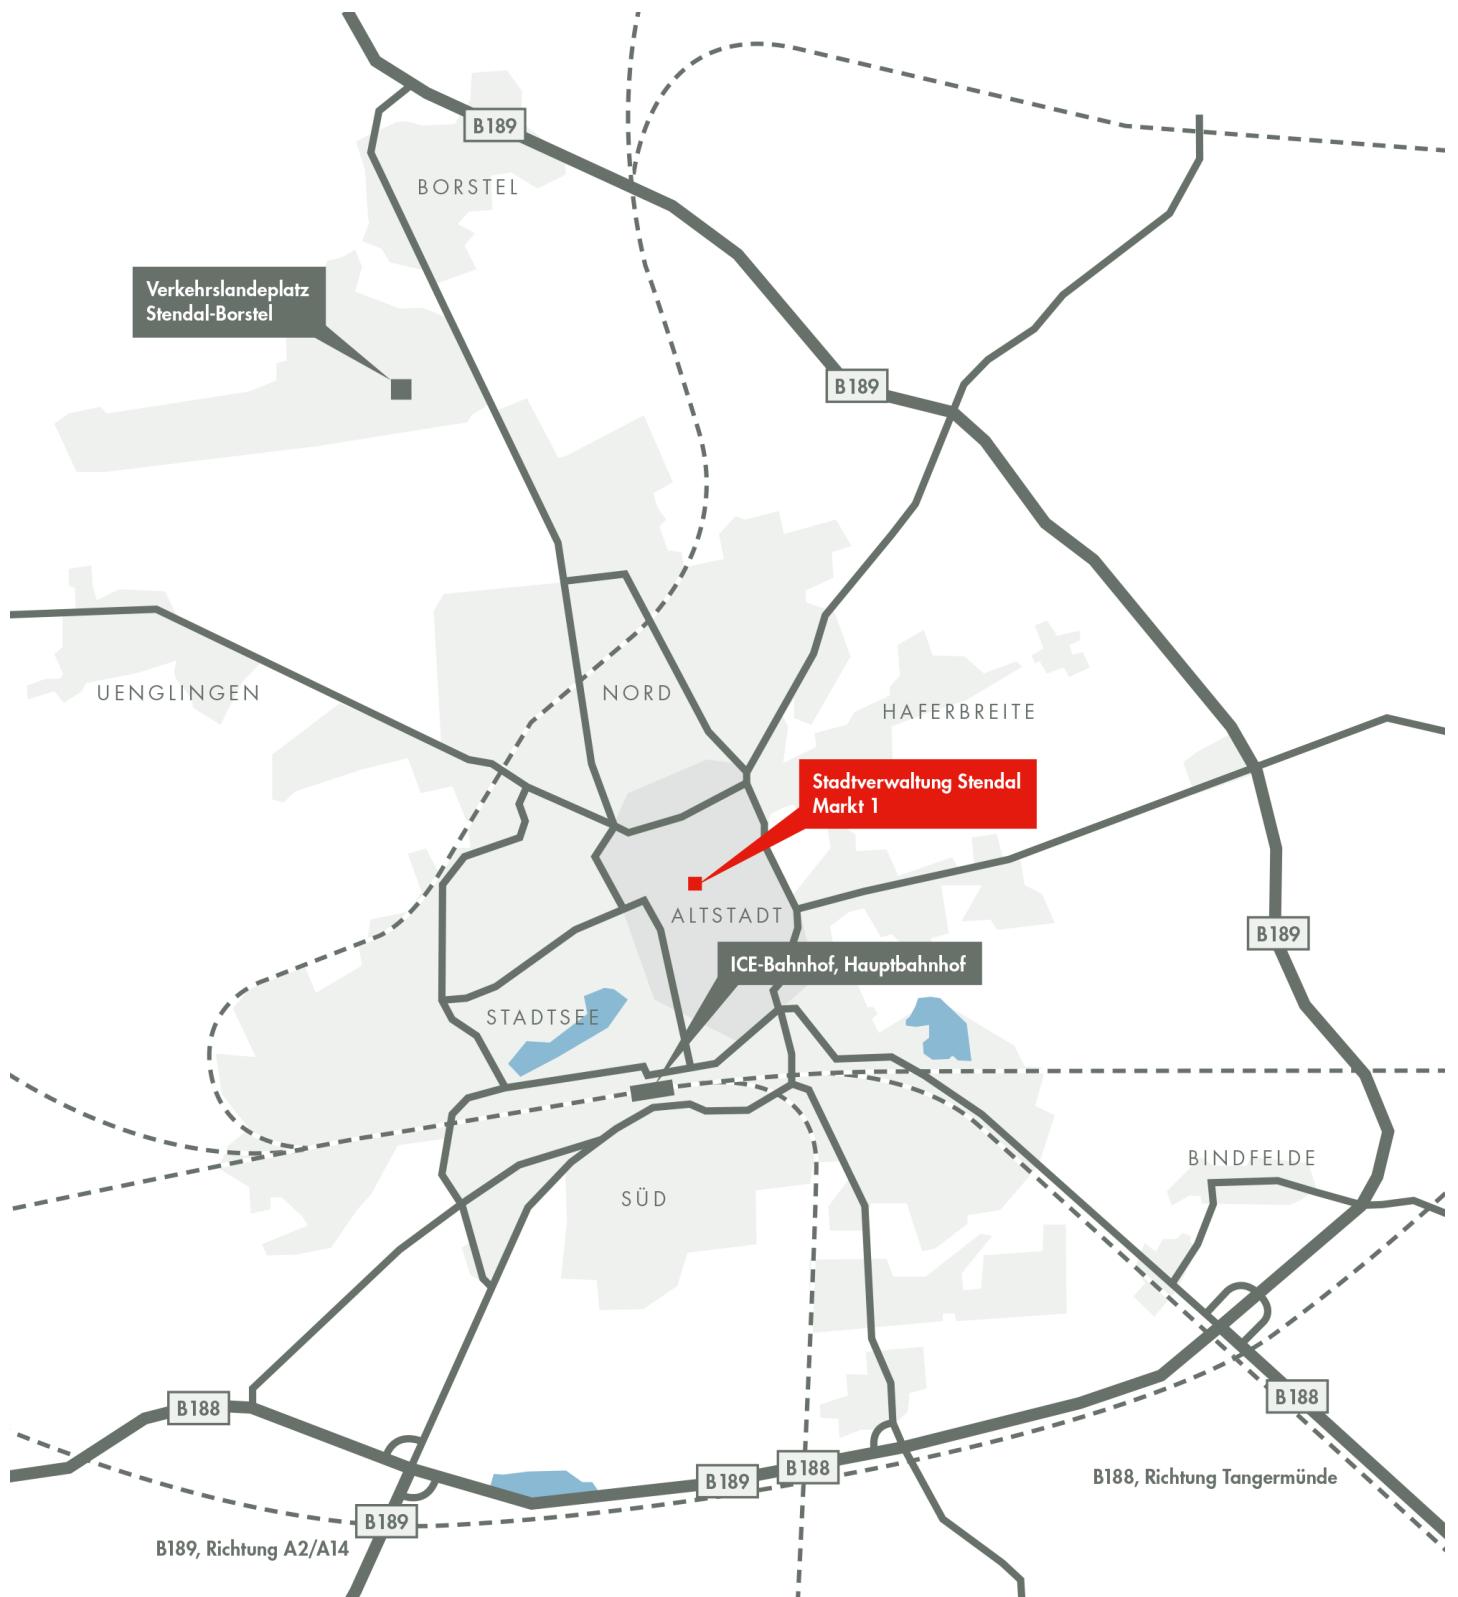 B189
BORSTEL
Verkehrslandeplatz
Stendal-Borstel
B189
UENGLINGEN
NORD
HAFERBREITE
Stadtverwaltung Stendal
Markt 1
ALTSTADT
B189
ICE-Bahnhof, Hauptbahnhof
STADTSEE
BINDFELDE
SÜD
B188
B188
B188
B189
B188, Richtung Tangermünde
B189
B189, Richtung A2/A14